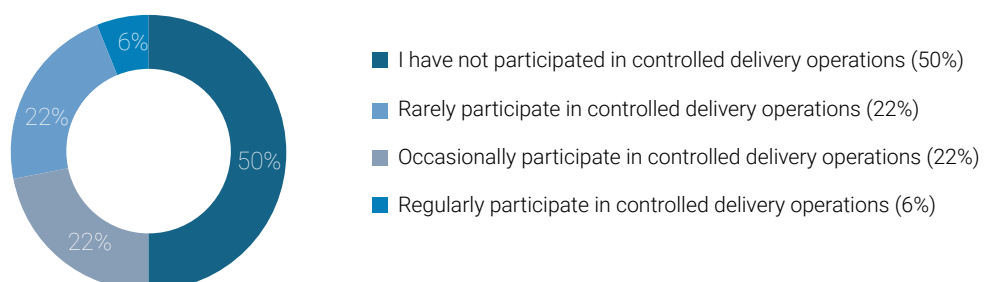 6%
22%
50%
22%
I have not participated in controlled delivery operations (50%)
Rarely participate in controlled delivery operations (22%)
Occasionally participate in controlled delivery operations (22%)
Regularly participate in controlled delivery operations (6%)